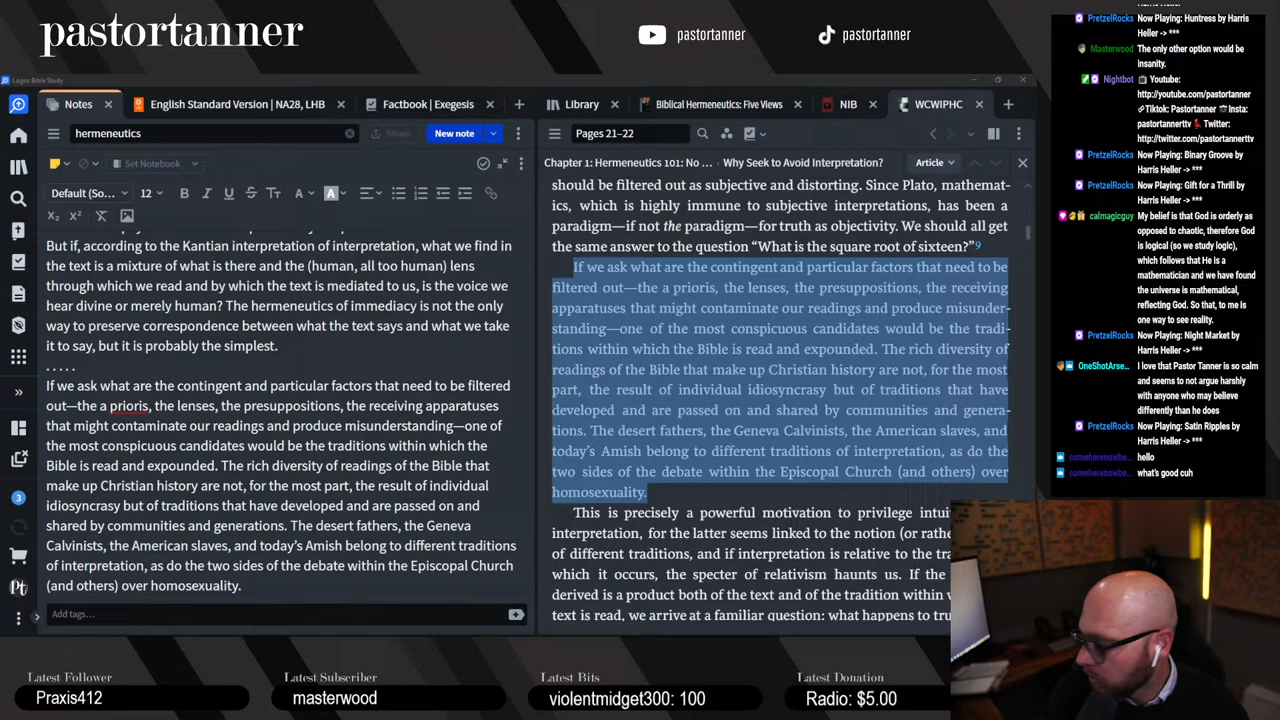 pastortanner
pastortanner
pastortanner
Logos Bible Study
Notes
English Standard Version | NA28, LHB
Factbook | Exegesis
Library
Biblical Hermeneutics: Five Views
NIB
WCWIPHC
hermeneutics
Share
New note
Pages 21–22
Set Notebook
Chapter 1: Hermeneutics 101: No ...
Why Seek to Avoid Interpretation?
Article
Default (So...
12
But if, according to the Kantian interpretation of interpretation, what we find in
the text is a mixture of what is there and the (human, all too human) lens
through which we read and by which the text is mediated to us, is the voice we
hear divine or merely human? The hermeneutics of immediacy is not the only
way to preserve correspondence between what the text says and what we take
it to say, but it is probably the simplest.
. . . . .
If we ask what are the contingent and particular factors that need to be filtered
out—the a prioris, the lenses, the presuppositions, the receiving apparatuses
that might contaminate our readings and produce misunderstanding—one of
the most conspicuous candidates would be the traditions within which the
Bible is read and expounded. The rich diversity of readings of the Bible that
make up Christian history are not, for the most part, the result of individual
idiosyncrasy but of traditions that have developed and are passed on and
shared by communities and generations. The desert fathers, the Geneva
Calvinists, the American slaves, and today's Amish belong to different traditions
of interpretation, as do the two sides of the debate within the Episcopal Church
(and others) over homosexuality.
Add tags...
3
should be filtered out as subjective and distorting. Since Plato, mathemat-
ics, which is highly immune to subjective interpretations, has been a
paradigm—if not the paradigm—for truth as objectivity. We should all get
the same answer to the question “What is the square root of sixteen?”9
If we ask what are the contingent and particular factors that need to be
filtered out—the a prioris, the lenses, the presuppositions, the receiving
apparatuses that might contaminate our readings and produce misunder-
standing—one of the most conspicuous candidates would be the tradi-
tions within which the Bible is read and expounded. The rich diversity of
readings of the Bible that make up Christian history are not, for the most
part, the result of individual idiosyncrasy but of traditions that have
developed and are passed on and shared by communities and genera-
tions. The desert fathers, the Geneva Calvinists, the American slaves, and
today's Amish belong to different traditions of interpretation, as do the
two sides of the debate within the Episcopal Church (and others) over
homosexuality.
This is precisely a powerful motivation to privilege intui
interpretation, for the latter seems linked to the notion (or rathe
of different traditions, and if interpretation is relative to the tra
which it occurs, the specter of relativism haunts us. If the
derived is a product both of the text and of the tradition within
text is read, we arrive at a familiar question: what happens to tru
PretzelRocks Now Playing: Huntress by
Harris Heller -> ***
Masterwood The only other option would be
insanity.
Nightbot Youtube:
http://youtube.com/pastortanner
Tiktok: Pastortanner Insta:
pastortannerttv Twitter:
http://twitter.com/pastortannerttv
PretzelRocks Now Playing: Binary Groove by
Harris Heller -> ***
PretzelRocks Now Playing: Gift for a Thrill by
Harris Heller -> ***
calmagicguy My belief is that God is orderly as
opposed to chaotic, therefore God
is logical (so we study logic),
which follows that He is a
mathematician and we have found
the universe is mathematical,
reflecting God. So that, to me is
one way to see reality.
PretzelRocks Now Playing: Night Market by
Harris Heller -> ***
OneShotArse... I love that Pastor Tanner is so calm
and seems to not argue harshly
with anyone who may believe
differently than he does
PretzelRocks Now Playing: Satin Ripples by
Harris Heller -> ***
comeherenowbe... hello
comeherenowbe... what's good cuh
Latest Follower
Praxis412
Latest Subscriber
masterwood
Latest Bits
violentmidget300: 100
Latest Donation
Radio: $5.00